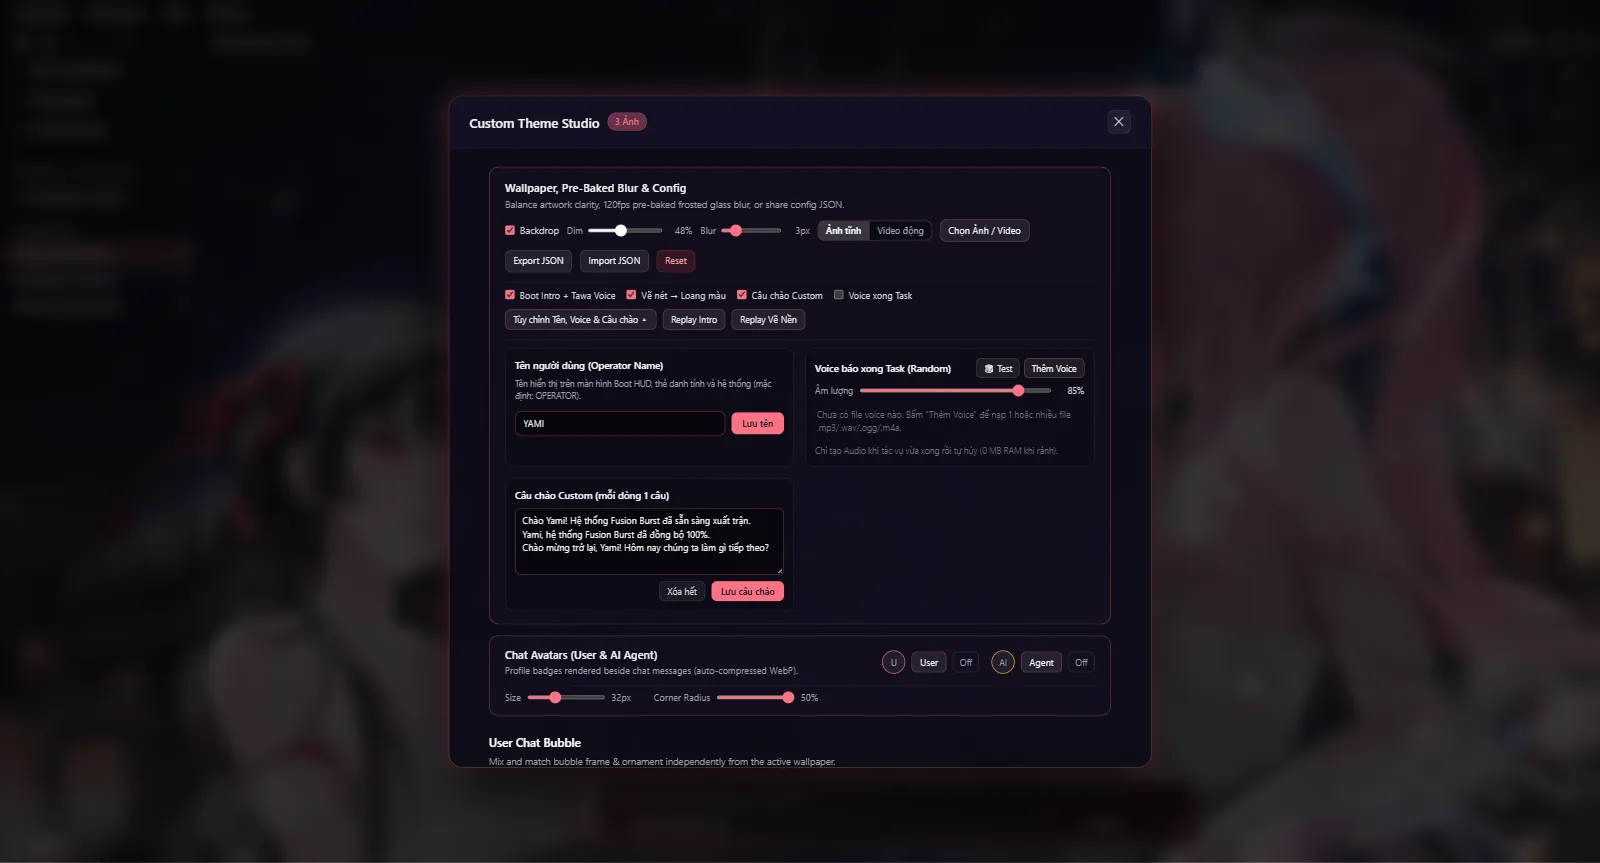 Custom Theme Studio 3 Ảnh
Wallpaper, Pre-Baked Blur & Config
Balance artwork clarity, 120fps pre-baked frosted glass blur, or share config JSON.
Backdrop Dim 48% Blur 3px Ảnh tĩnh Video động Chọn Ảnh / Video
Export JSON Import JSON Reset
Boot Intro + Tawa Voice Vẽ nét → Loang màu Câu chào Custom Voice xong Task
Tùy chỉnh Tên, Voice & Câu chào Replay Intro Replay Vẽ Nền
Tên người dùng (Operator Name)
Tên hiển thị trên màn hình Boot HUD, thẻ danh tính và hệ thống (mặc
định: OPERATOR).
YAMI Lưu tên
Voice báo xong Task (Random) Test Thêm Voice
Âm lượng 85%
Chưa có file voice nào. Bấm "Thêm Voice" để nạp 1 hoặc nhiều file
.mp3/.wav/.ogg/.m4a.
Chỉ tạo Audio khi tác vụ vừa xong rồi tự hủy (0 MB RAM khi rảnh).
Câu chào Custom (mỗi dòng 1 câu)
Chào Yami! Hệ thống Fusion Burst đã sẵn sàng xuất trận.
Yami, hệ thống Fusion Burst đã đồng bộ 100%.
Chào mừng trở lại, Yami! Hôm nay chúng ta làm gì tiếp theo?
Xóa hết Lưu câu chào
Chat Avatars (User & AI Agent)
Profile badges rendered beside chat messages (auto-compressed WebP).
U User Off AI Agent Off
Size 32px Corner Radius 50%
User Chat Bubble
Mix and match bubble frame & ornament independently from the active wallpaper.